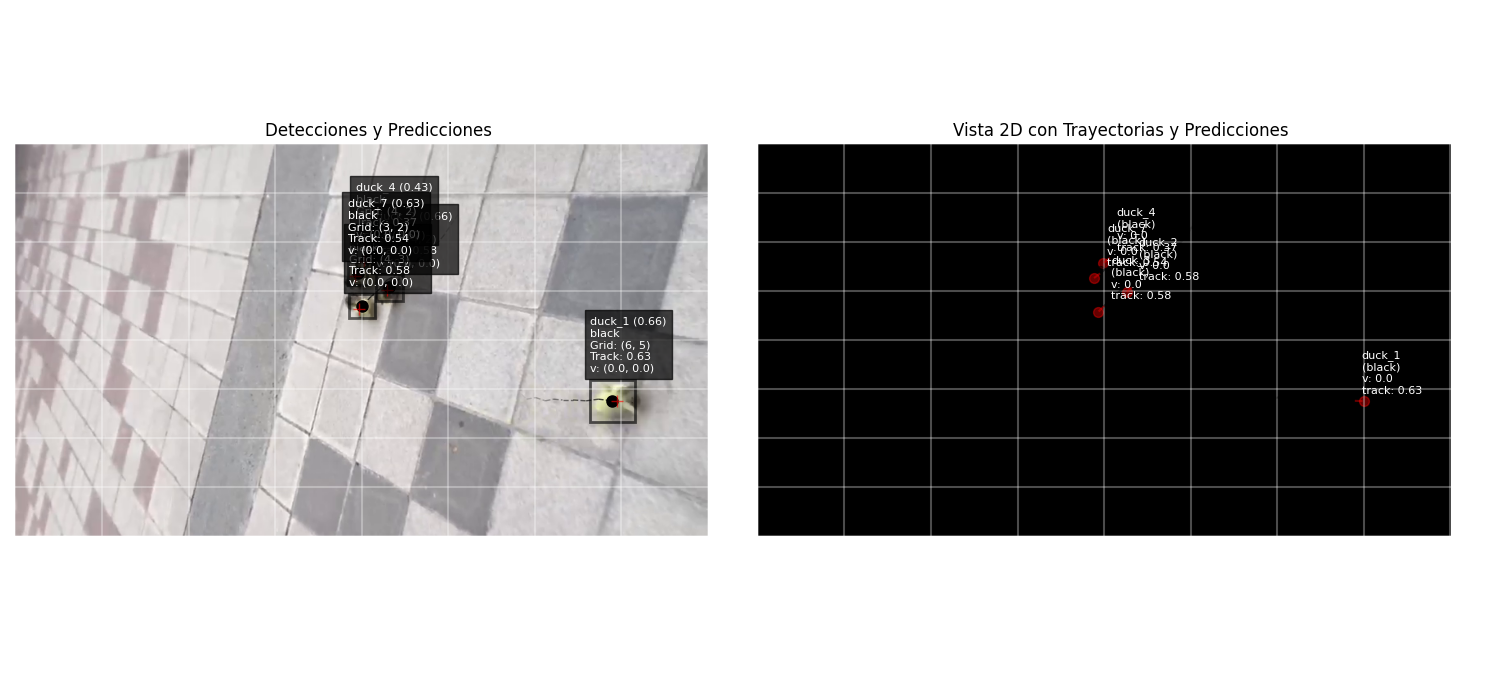 Detecciones y Predicciones
duck_4 (0.43)
duck_7 (0.63)
black
Grid: (3, 2)
Track: 0.54
v: (0.0, 0.0)
Track: 0.58
v: (0.0, 0.0)
duck_1 (0.66)
black
Grid: (6, 5)
Track: 0.63
v: (0.0, 0.0)
Vista 2D con Trayectorias y Predicciones
duck_4
(black)
v: 0.0
(black)
v: 0.0
track: 0.58
(black)
v: 0.0
track: 0.58
duck_1
(black)
v: 0.0
track: 0.63